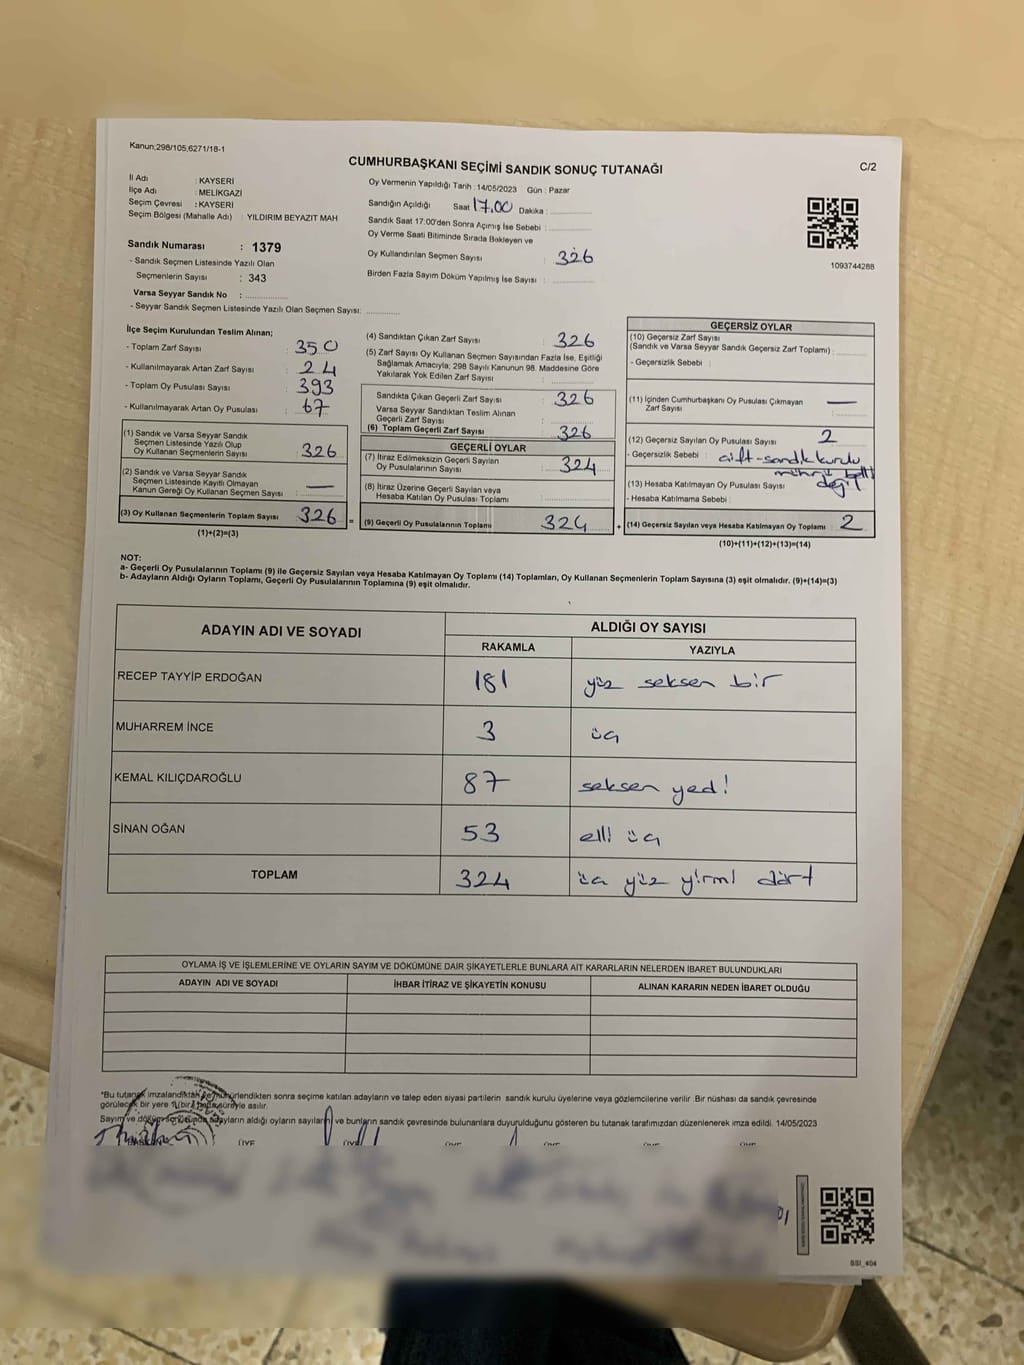 Kanun;298/105,6271/18-1
CUMHURBAŞKANI SEÇİMİ SANDIK SONUÇ TUTANAĞI
C/2
İl Adı : KAYSERİ
İlçe Adı : MELİKGAZİ
Seçim Çevresi : KAYSERİ
Seçim Bölgesi (Mahalle Adı) : YILDIRIM BEYAZIT MAH
Sandık Numarası : 1379
- Sandık Seçmen Listesinde Yazılı Olan
Seçmenlerin Sayısı : 343
Varsa Seyyar Sandık No : ..............
- Seyyar Sandık Seçmen Listesinde Yazılı Olan Seçmen Sayısı: ............
Oy Vermenin Yapıldığı Tarih :14/05/2023 Gün : Pazar
Sandığın Açıldığı Saat 17.00 Dakika : ..............
Sandık Saat 17:00'den Sonra Açımış İse Sebebi : ..............
Oy Verme Saati Bitiminde Sırada Bekleyen ve
Oy Kullandırılan Seçmen Sayısı : 326
Birden Fazla Sayım Döküm Yapılmış İse Sayısı : ..............
1093744288
İlçe Seçim Kurulundan Teslim Alınan;
- Toplam Zarf Sayısı : 350
- Kullanılmayarak Artan Zarf Sayısı : 24
- Toplam Oy Pusulası Sayısı : 393
- Kullanılmayarak Artan Oy Pusulası : 67
(1) Sandık ve Varsa Seyyar Sandık
Seçmen Listesinde Yazılı Olup
Oy Kullanan Seçmenlerin Sayısı : 326
(2) Sandık ve Varsa Seyyar Sandık
Seçmen Listesinde Kayıtlı Olmayan
Kanun Gereği Oy Kullanan Seçmen Sayısı : —
(3) Oy Kullanan Seçmenlerin Toplam Sayısı 326
(1)+(2)=(3)
(4) Sandıktan Çıkan Zarf Sayısı : 326
(5) Zarf Sayısı Oy Kullanan Seçmen Sayısından Fazla İse, Eşitliği
Sağlamak Amacıyla; 298 Sayılı Kanunun 98. Maddesine Göre
Yakılarak Yok Edilen Zarf Sayısı : ..............
Sandıkta Çıkan Geçerli Zarf Sayısı : 326
Varsa Seyyar Sandıktan Teslim Alınan
Geçerli Zarf Sayısı : ..............
(6) Toplam Geçerli Zarf Sayısı : 326
GEÇERLİ OYLAR
(7) İtiraz Edilmeksizin Geçerli Sayılan
Oy Pusulalarının Sayısı : 324
(8) İtiraz Üzerine Geçerli Sayılan veya
Hesaba Katılan Oy Pusulası Toplamı : ..............
= (9) Geçerli Oy Pusulalarının Toplamı 324
GEÇERSİZ OYLAR
(10) Geçersiz Zarf Sayısı
(Sandık ve Varsa Seyyar Sandık Geçersiz Zarf Toplamı) : ..........
- Geçersizlik Sebebi :
(11) İçinden Cumhurbaşkanı Oy Pusulası Çıkmayan
Zarf Sayısı : —
(12) Geçersiz Sayılan Oy Pusulası Sayısı : 2
- Geçersizlik Sebebi : çift - sandık kurulu
mührü belli
değil
(13) Hesaba Katılmayan Oy Pusulası Sayısı :
- Hesaba Katılmama Sebebi :
+ (14) Geçersiz Sayılan veya Hesaba Katılmayan Oy Toplamı : 2
(10)+(11)+(12)+(13)=(14)
NOT:
a- Geçerli Oy Pusulalarının Toplamı (9) ile Geçersiz Sayılan veya Hesaba Katılmayan Oy Toplamı (14) Toplamları, Oy Kullanan Seçmenlerin Toplam Sayısına (3) eşit olmalıdır. (9)+(14)=(3)
b- Adayların Aldığı Oyların Toplamı, Geçerli Oy Pusulalarının Toplamına (9) eşit olmalıdır.
ADAYIN ADI VE SOYADI
ALDIĞI OY SAYISI
RAKAMLA YAZIYLA
RECEP TAYYİP ERDOĞAN 181 yüz seksen bir
MUHARREM İNCE 3 üç
KEMAL KILIÇDAROĞLU 87 seksen yedi
SİNAN OĞAN 53 elli üç
TOPLAM 324 üç yüz yirmi dört
OYLAMA İŞ VE İŞLEMLERİNE VE OYLARIN SAYIM VE DÖKÜMÜNE DAİR ŞİKAYETLERLE BUNLARA AİT KARARLARIN NELERDEN İBARET BULUNDUKLARI
ADAYIN ADI VE SOYADI İHBAR İTİRAZ VE ŞİKAYETİN KONUSU ALINAN KARARIN NEDEN İBARET OLDUĞU
*Bu tutanak imzalandıktan ve mühürlendikten sonra seçime katılan adayların ve talep eden siyasi partilerin sandık kurulu üyelerine veya gözlemcilerine verilir .Bir nüshası da sandık çevresinde
görülecek bir yere 1(bir) hafta süreyle asılır.
Sayım ve döküm sonucunda adayların aldığı oyların sayıların ve bunların sandık çevresinde bulunanlara duyurulduğunu gösteren bu tutanak tarafımızdan düzenlenerek imza edildi. 14/05/2023
ÜYE ÜYE
SSI_404